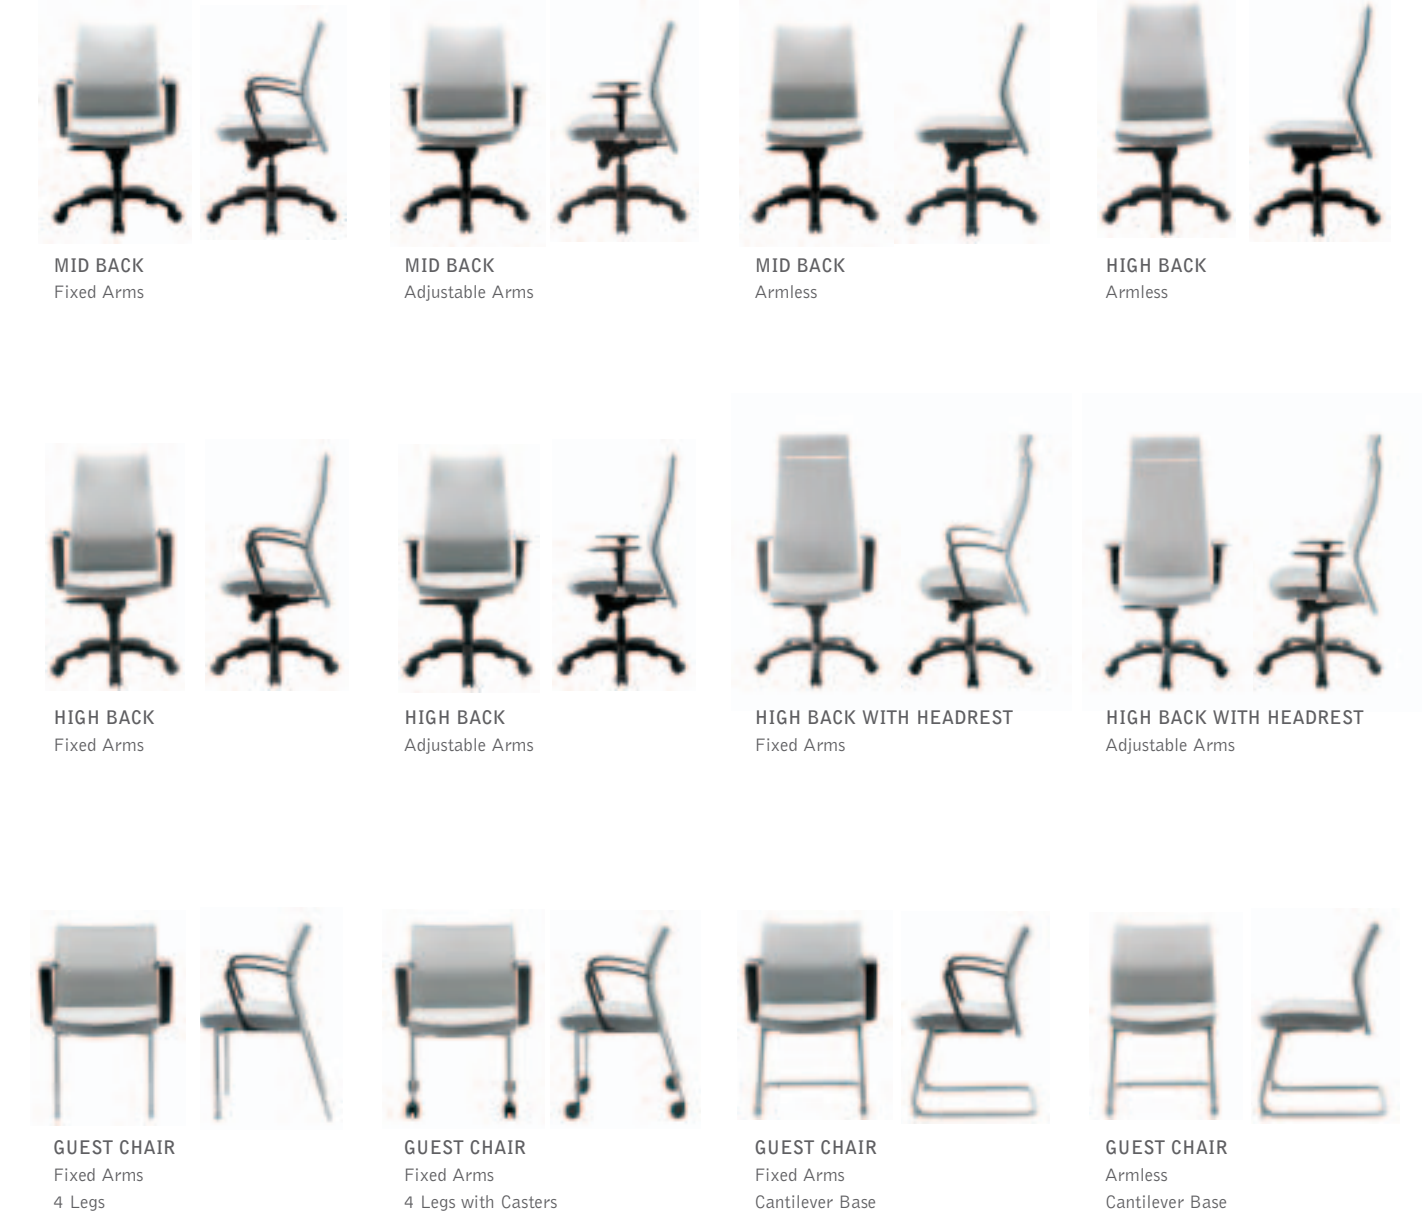 MID BACK
Fixed Arms
MID BACK
Adjustable Arms
MID BACK
Armless
HIGH BACK
Armless
HIGH BACK
Fixed Arms
HIGH BACK
Adjustable Arms
HIGH BACK WITH HEADREST
Fixed Arms
HIGH BACK WITH HEADREST
Adjustable Arms
GUEST CHAIR
Fixed Arms
4 Legs
GUEST CHAIR
Fixed Arms
4 Legs with Casters
GUEST CHAIR
Fixed Arms
Cantilever Base
GUEST CHAIR
Armless
Cantilever Base